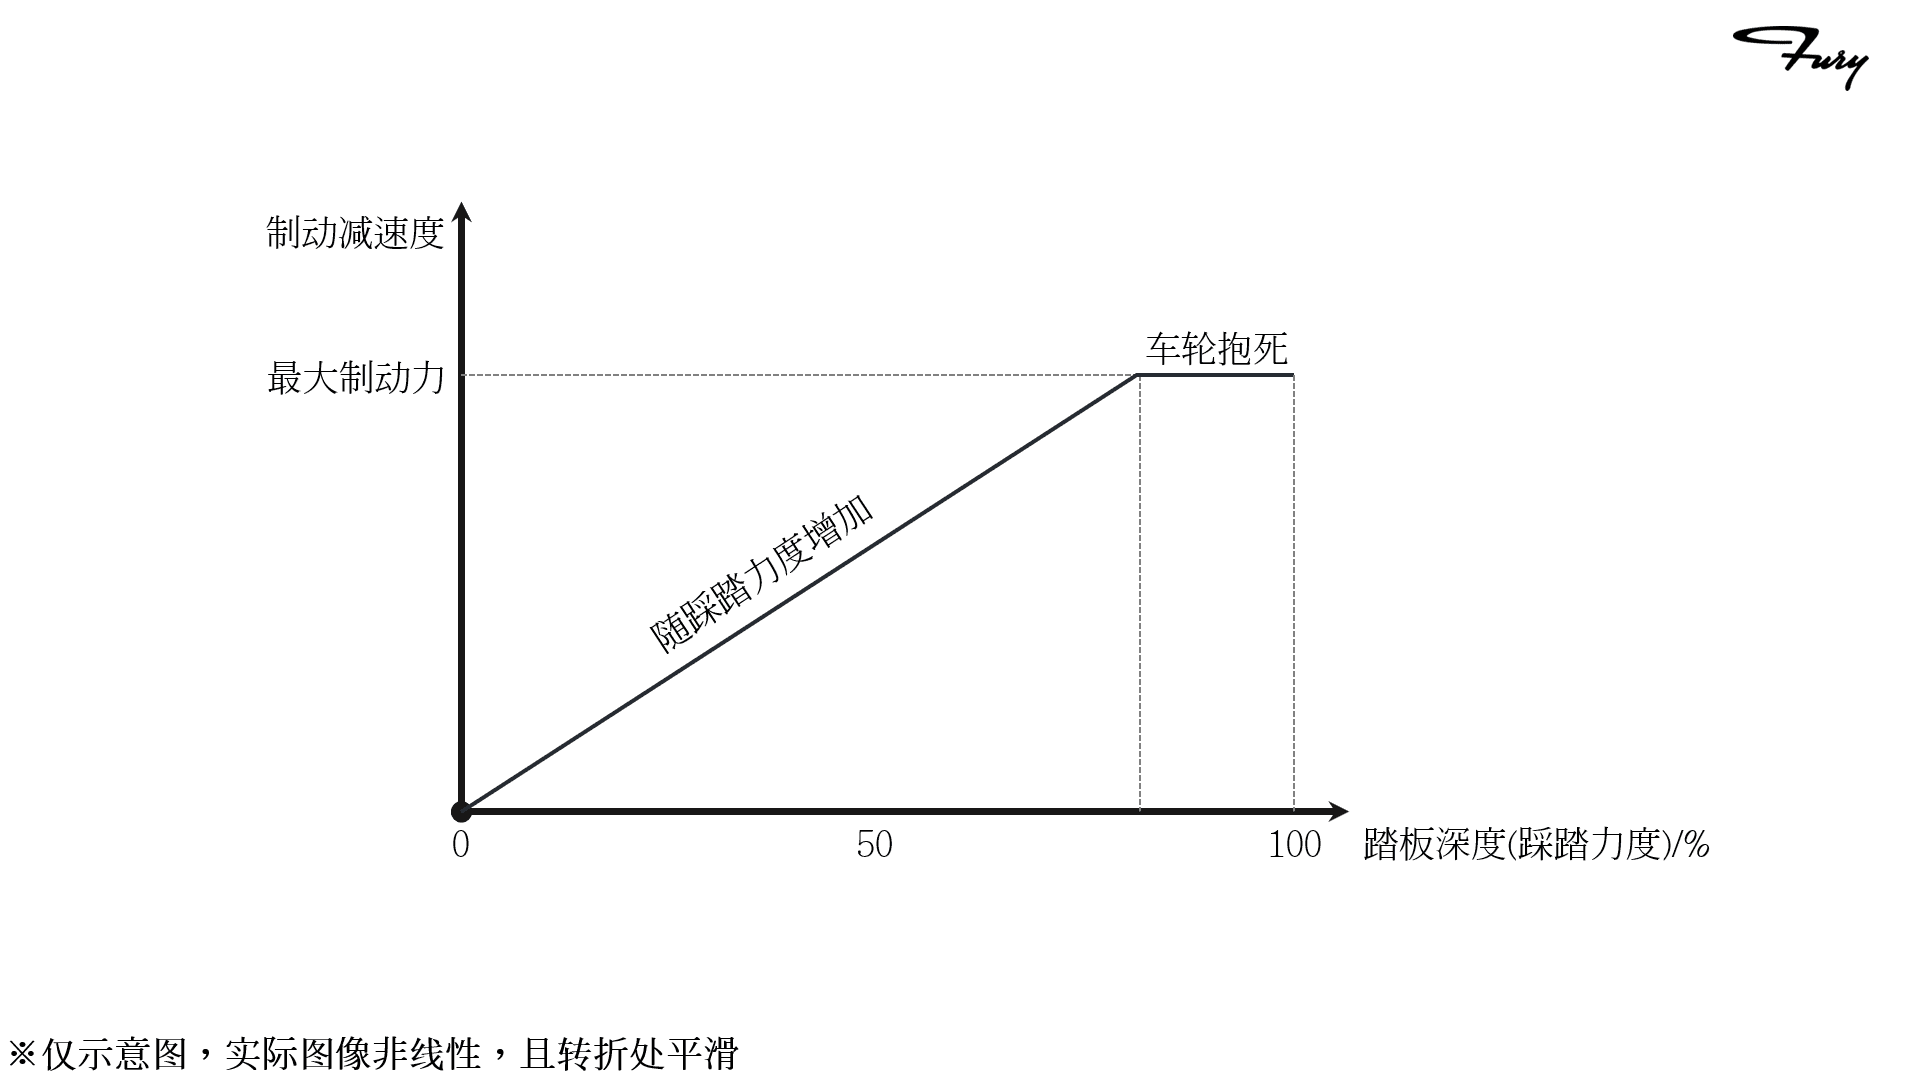 Fury
制动减速度
车轮抱死
最大制动力
随踩踏力度增加
0
50
100
踏板深度(踩踏力度)/%
※仅示意图，实际图像非线性，且转折处平滑